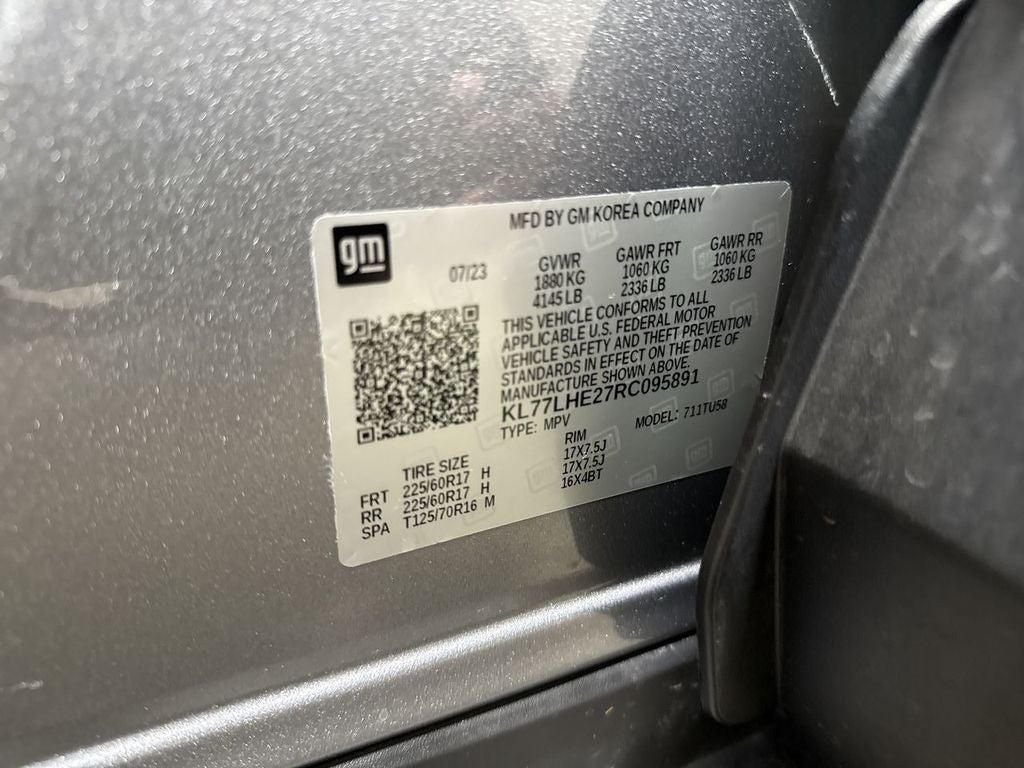 gm
MFD BY GM KOREA COMPANY
07/23
GVWR
1880 KG
4145 LB
GAWR FRT
1060 KG
2336 LB
GAWR RR
1060 KG
2336 LB
THIS VEHICLE CONFORMS TO ALL
APPLICABLE U.S. FEDERAL MOTOR
VEHICLE SAFETY AND THEFT PREVENTION
STANDARDS IN EFFECT ON THE DATE OF
MANUFACTURE SHOWN ABOVE.
KL77LHE27RC095891
TYPE: MPV MODEL: 711TU58
TIRE SIZE RIM
FRT 225/60R17 H 17X7.5J
RR 225/60R17 H 17X7.5J
SPA T125/70R16 M 16X4BT